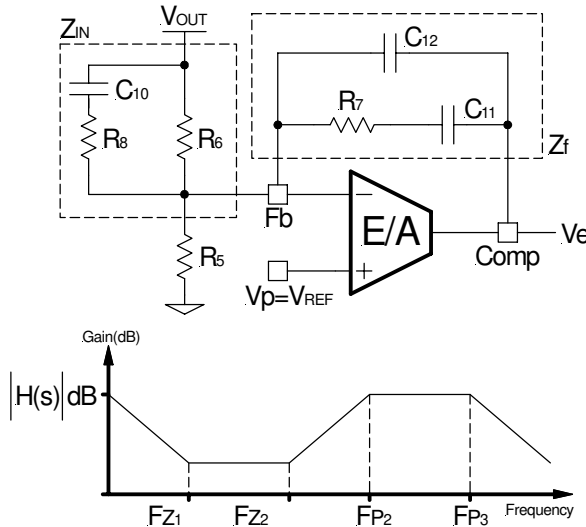 VOUT
ZIN
C12
C10
R7
C11
R8
R6
Zf
Fb
−
E/A
R5
Comp
Ve
Vp=VREF
+
Gain(dB)
|H(s)| dB
FZ1
FZ2
FP2
FP3
Frequency